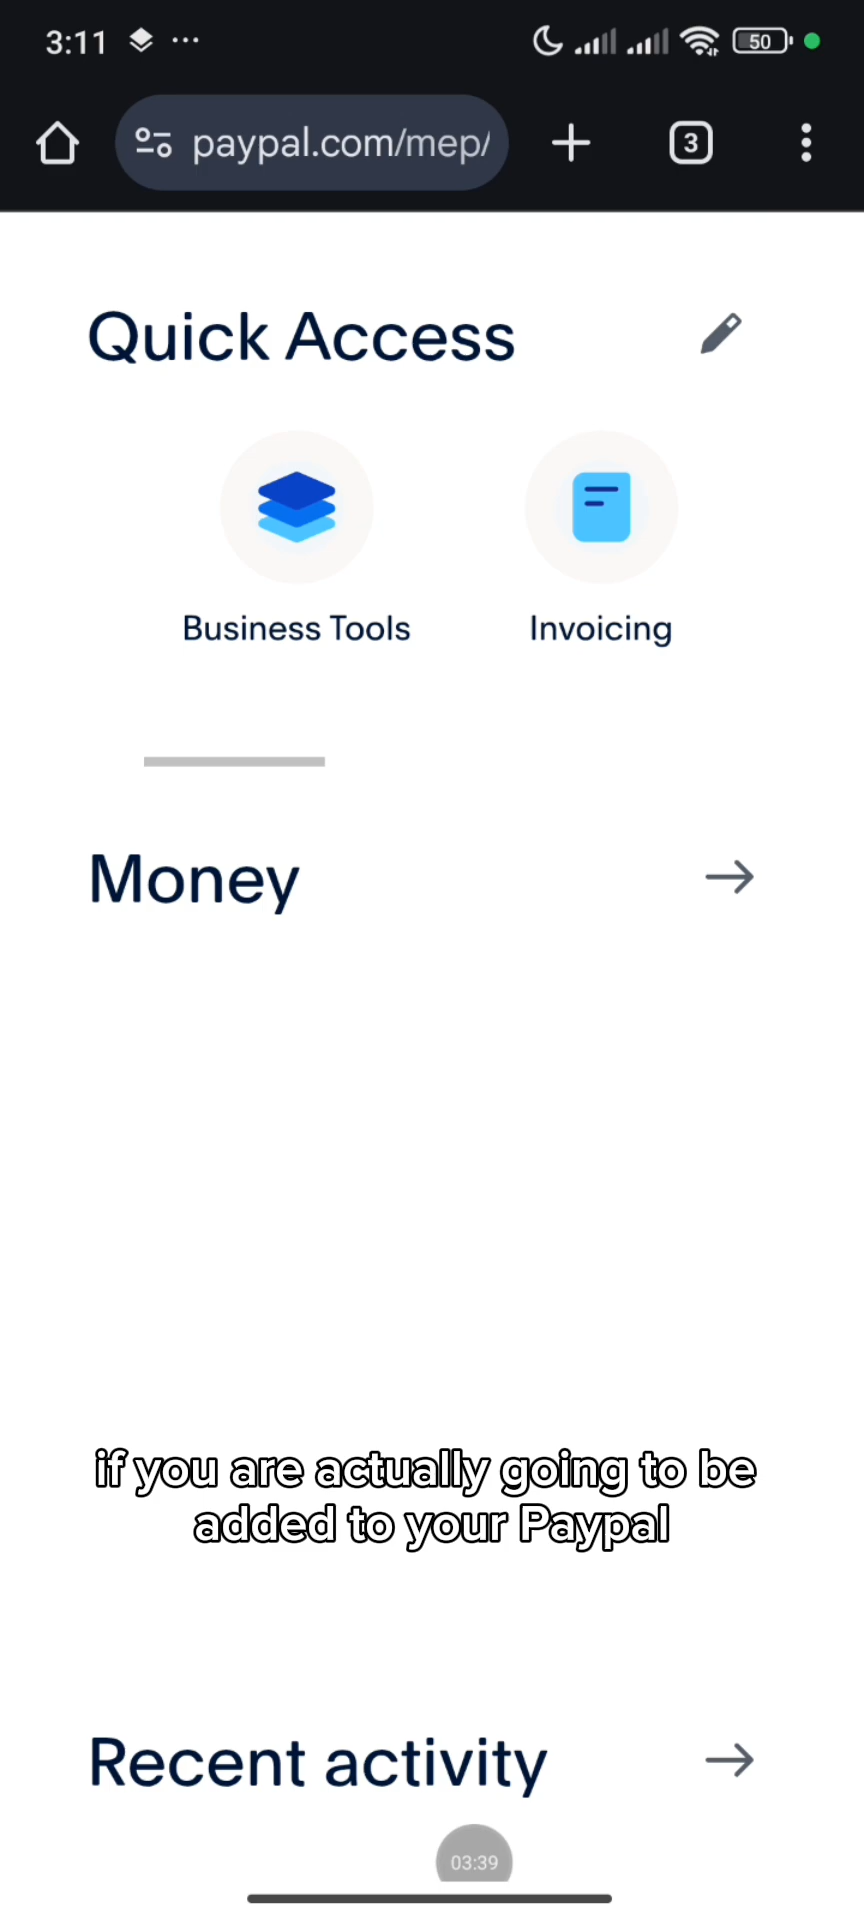 3:11
50
paypal.com/mep/
3
Quick Access
Business Tools
Invoicing
Money
if you are actually going to be
added to your Paypal
Recent activity
03:39